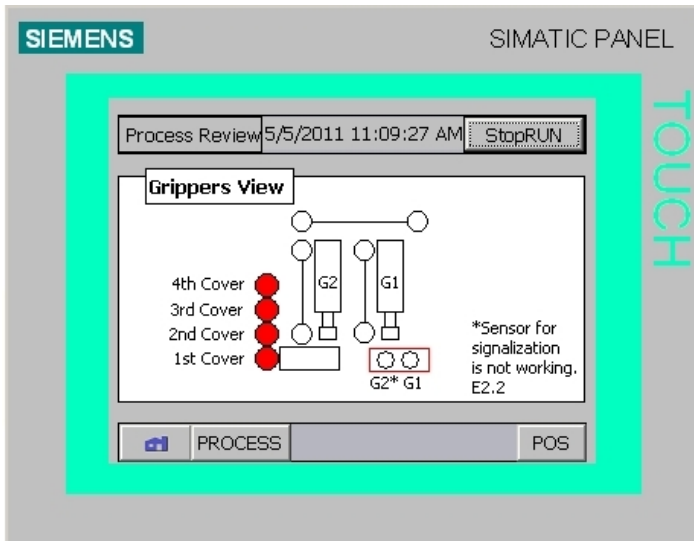 SIEMENS
SIMATIC PANEL
TOUCH
Process Review 5/5/2011 11:09:27 AM StopRUN
Grippers View
G2 G1
4th Cover
3rd Cover
2nd Cover
1st Cover
G2* G1
*Sensor for
signalization
is not working.
E2.2
PROCESS
POS